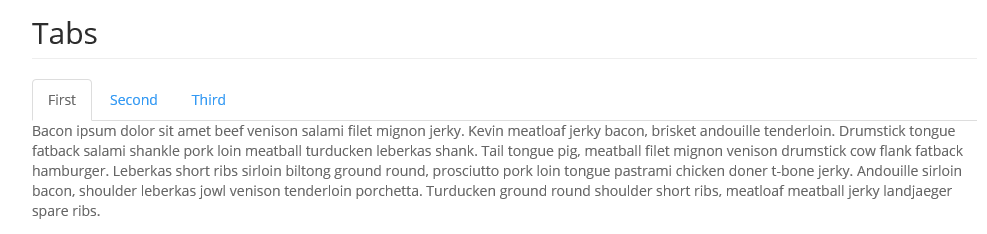 Tabs
First Second Third
Bacon ipsum dolor sit amet beef venison salami filet mignon jerky. Kevin meatloaf jerky bacon, brisket andouille tenderloin. Drumstick tongue
fatback salami shankle pork loin meatball turducken leberkas shank. Tail tongue pig, meatball filet mignon venison drumstick cow flank fatback
hamburger. Leberkas short ribs sirloin biltong ground round, prosciutto pork loin tongue pastrami chicken doner t-bone jerky. Andouille sirloin
bacon, shoulder leberkas jowl venison tenderloin porchetta. Turducken ground round shoulder short ribs, meatloaf meatball jerky landjaeger
spare ribs.